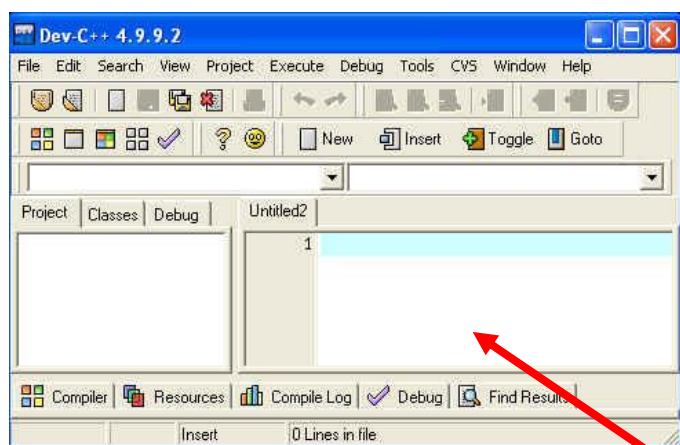 Dev-C++ 4.9.9.2
File Edit Search View Project Execute Debug Tools CVS Window Help
New Insert Toggle Goto
Project Classes Debug Untitled2
1
Compiler Resources Compile Log Debug Find Results
Insert 0 Lines in file